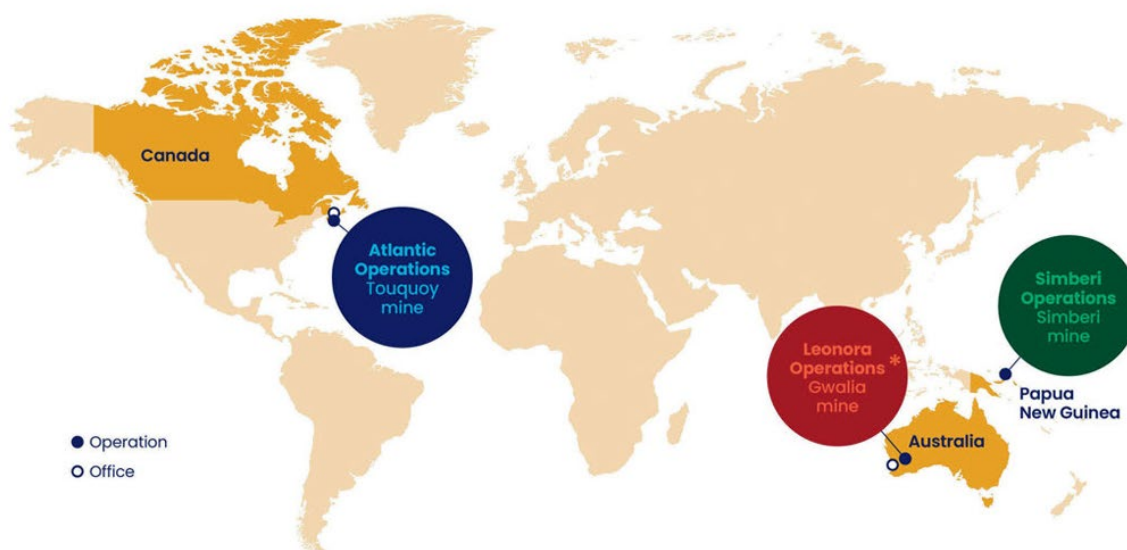 Canada
Atlantic
Operations
Touquoy
mine
Simberi
Operations
Simberi
mine
Leonora
Operations *
Gwalia
mine
Papua
New Guinea
Australia
Operation
Office